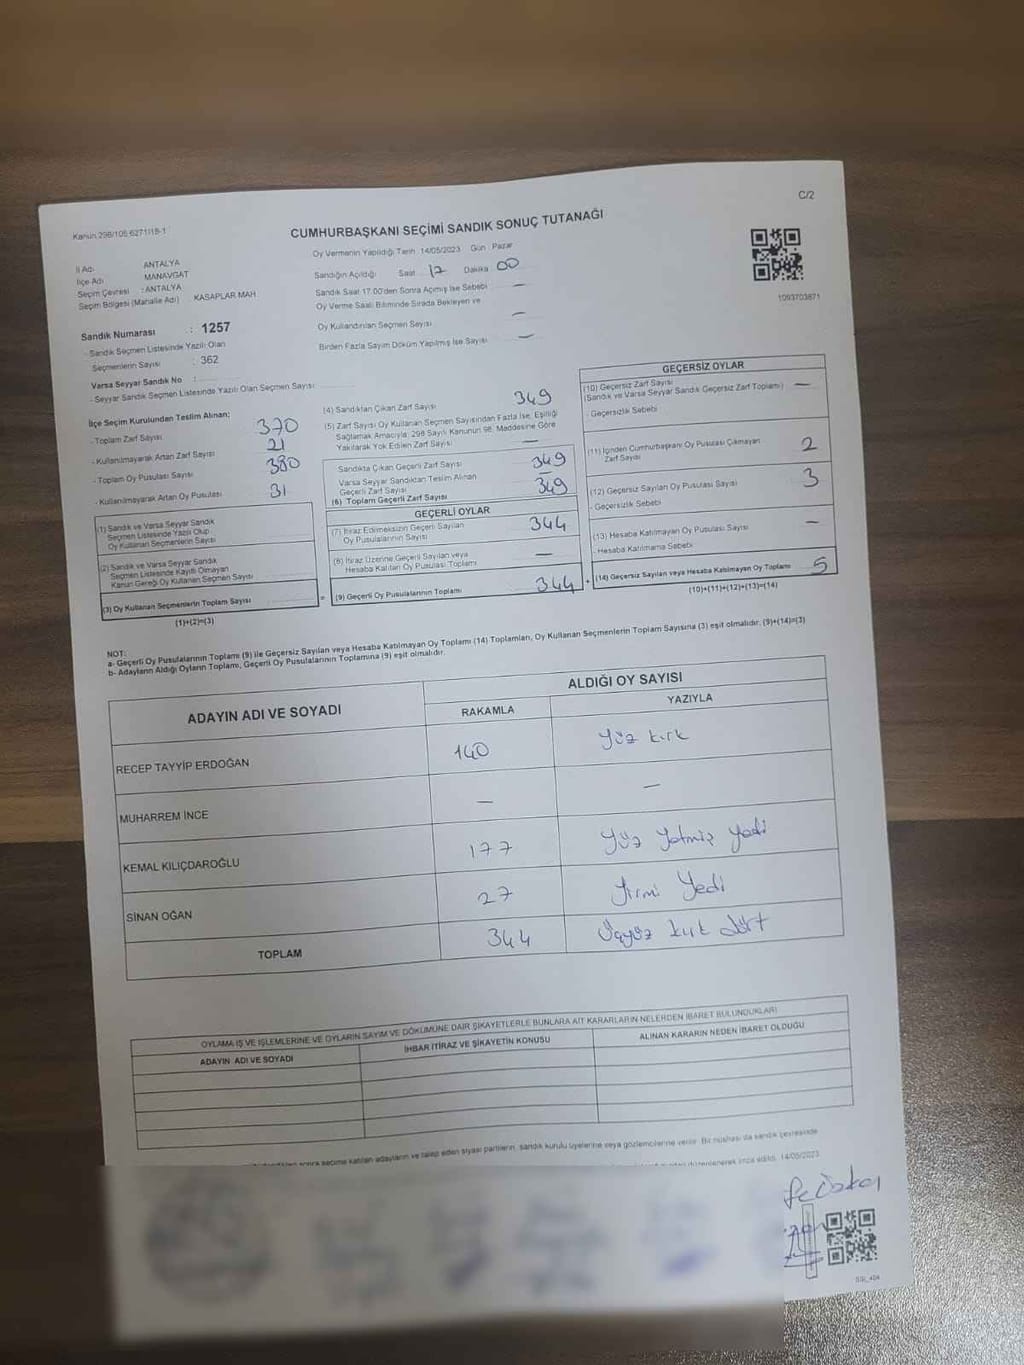 Kanun 298/105 6271/18-1
C/2
CUMHURBAŞKANI SEÇİMİ SANDIK SONUÇ TUTANAĞI
Oy Vermenin Yapıldığı Tarih : 14/05/2023 Gün : Pazar
İl Adı : ANTALYA
İlçe Adı : MANAVGAT
Seçim Çevresi : ANTALYA
Seçim Bölgesi (Mahalle Adı) KASAPLAR MAH
Sandık Numarası : 1257
- Sandık Seçmen Listesinde Yazılı Olan
Seçmenlerin Sayısı : 362
Varsa Seyyar Sandık No :
- Seyyar Sandık Seçmen Listesinde Yazılı Olan Seçmen Sayısı:
Sandığın Açıldığı Saat 17 Dakika 00
Sandık Saat 17.00'den Sonra Açılmış İse Sebebi —
Oy Verme Saati Bitiminde Sırada Bekleyen ve
Oy Kullandırılan Seçmen Sayısı —
Birden Fazla Sayım Döküm Yapılmış İse Sayısı —
1093703871
İlçe Seçim Kurulundan Teslim Alınan:
- Toplam Zarf Sayısı 370
- Kullanılmayarak Artan Zarf Sayısı 21
- Toplam Oy Pusulası Sayısı 380
- Kullanılmayarak Artan Oy Pusulası 31
(1) Sandık ve Varsa Seyyar Sandık
Seçmen Listesinde Yazılı Olup
Oy Kullanan Seçmenlerin Sayısı
(2) Sandık ve Varsa Seyyar Sandık
Seçmen Listesinde Kayıtlı Olmayan
Kanun Gereği Oy Kullanan Seçmen Sayısı
(3) Oy Kullanan Seçmenlerin Toplam Sayısı
(1)+(2)=(3)
(4) Sandıktan Çıkan Zarf Sayısı 349
(5) Zarf Sayısı Oy Kullanan Seçmen Sayısından Fazla İse, Eşitliği
Sağlamak Amacıyla, 298 Sayılı Kanunun 98. Maddesine Göre
Yakılarak Yok Edilen Zarf Sayısı —
Sandıkta Çıkan Geçerli Zarf Sayısı 349
Varsa Seyyar Sandıktan Teslim Alınan
Geçerli Zarf Sayısı —
(6) Toplam Geçerli Zarf Sayısı 349
GEÇERLİ OYLAR
(7) İtiraz Edilmeksizin Geçerli Sayılan
Oy Pusulalarının Sayısı 344
(8) İtiraz Üzerine Geçerli Sayılan veya
Hesaba Katılan Oy Pusulası Toplamı —
= (9) Geçerli Oy Pusulalarının Toplamı 344
GEÇERSİZ OYLAR
(10) Geçersiz Zarf Sayısı
(Sandık ve Varsa Seyyar Sandık Geçersiz Zarf Toplamı) —
- Geçersizlik Sebebi
(11) İçinden Cumhurbaşkanı Oy Pusulası Çıkmayan
Zarf Sayısı 2
(12) Geçersiz Sayılan Oy Pusulası Sayısı 3
- Geçersizlik Sebebi
(13) Hesaba Katılmayan Oy Pusulası Sayısı —
- Hesaba Katılmama Sebebi
+ (14) Geçersiz Sayılan veya Hesaba Katılmayan Oy Toplamı 5
(10)+(11)+(12)+(13)=(14)
NOT:
a- Geçerli Oy Pusulalarının Toplamı (9) ile Geçersiz Sayılan veya Hesaba Katılmayan Oy Toplamı (14) Toplamları, Oy Kullanan Seçmenlerin Toplam Sayısına (3) eşit olmalıdır. (9)+(14)=(3)
b- Adayların Aldığı Oyların Toplamı, Geçerli Oy Pusulalarının Toplamına (9) eşit olmalıdır.
ADAYIN ADI VE SOYADI
ALDIĞI OY SAYISI
RAKAMLA YAZIYLA
RECEP TAYYİP ERDOĞAN 140 Yüz kırk
MUHARREM İNCE — —
KEMAL KILIÇDAROĞLU 177 Yüz Yetmiş Yedi
SİNAN OĞAN 27 Yirmi Yedi
TOPLAM 344 Üçyüz kırk dört
OYLAMA İŞ VE İŞLEMLERİNE VE OYLARIN SAYIM VE DÖKÜMÜNE DAİR ŞİKAYETLERLE BUNLARA AİT KARARLARIN NELERDEN İBARET BULUNDUKLARI
ADAYIN ADI VE SOYADI İHBAR İTİRAZ VE ŞİKAYETİN KONUSU ALINAN KARARIN NEDEN İBARET OLDUĞU
sonra seçime katılan adayların ve talep eden siyasi partilerin, sandık kurulu üyelerine veya gözlemcilerine verilir. Bir nüshası da sandık çevresinde
düzenlenerek imza edildi. 14/05/2023